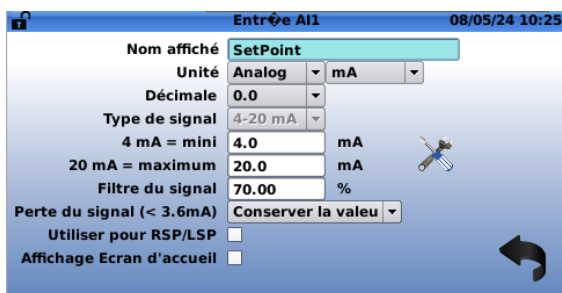 Entr�e AI1 08/05/24 10:25
Nom affiché SetPoint
Unité Analog mA
Décimale 0.0
Type de signal 4-20 mA
4 mA = mini 4.0 mA
20 mA = maximum 20.0 mA
Filtre du signal 70.00 %
Perte du signal (< 3.6mA) Conserver la valeu
Utiliser pour RSP/LSP
Affichage Ecran d'accueil